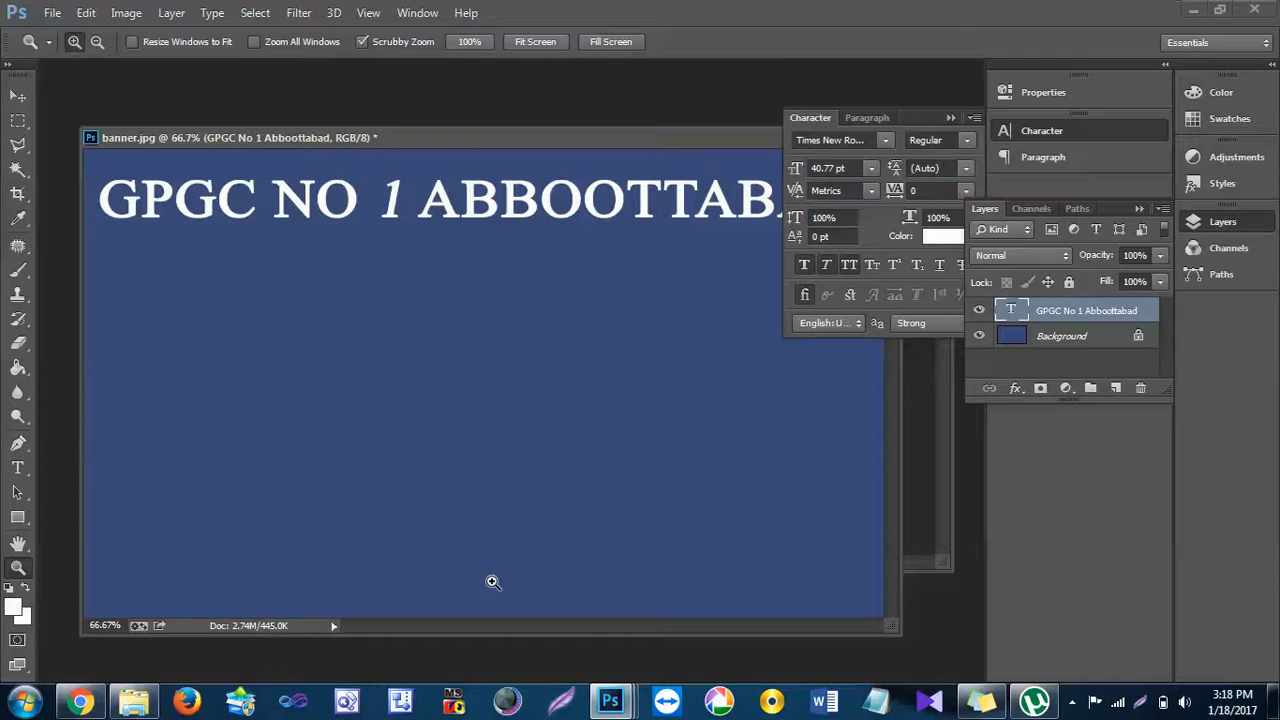 Ps File Edit Image Layer Type Select Filter 3D View Window Help
Resize Windows to Fit Zoom All Windows Scrubby Zoom 100% Fit Screen Fill Screen Essentials
Ps banner.jpg @ 66.7% (GPGC No 1 Abboottabad, RGB/8) *
GPGC NO 1 ABBOOTTAB
66.67% Doc: 2.74M/445.0K
Character Paragraph
Times New Ro... Regular
40.77 pt (Auto)
Metrics 0
100% 100%
0 pt Color:
English: U... Strong
Properties
Character
Paragraph
Layers Channels Paths
Kind
Normal Opacity: 100%
Lock: Fill: 100%
T GPGC No 1 Abboottabad
Background
Color
Swatches
Adjustments
Styles
Layers
Channels
Paths
MS
Ps
W
3:18 PM
1/18/2017